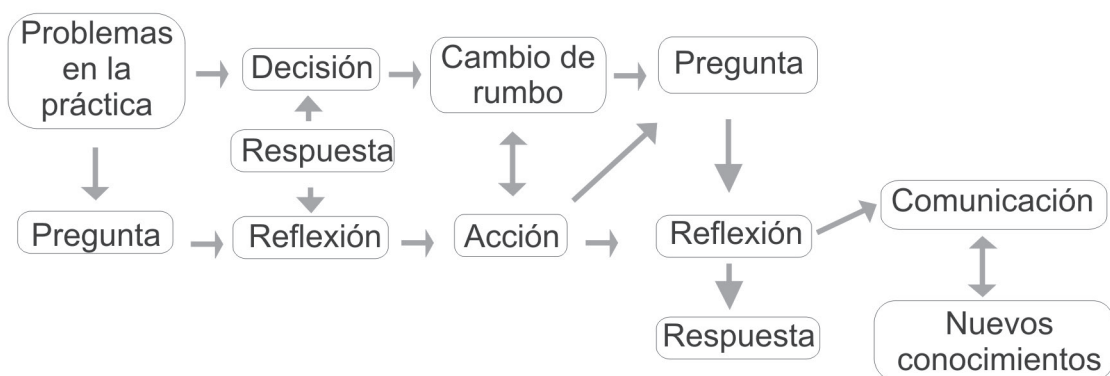 Problemas
en la
práctica
Decisión
Cambio de
rumbo
Pregunta
Respuesta
Pregunta
Reflexión
Acción
Reflexión
Comunicación
Respuesta
Nuevos
conocimientos